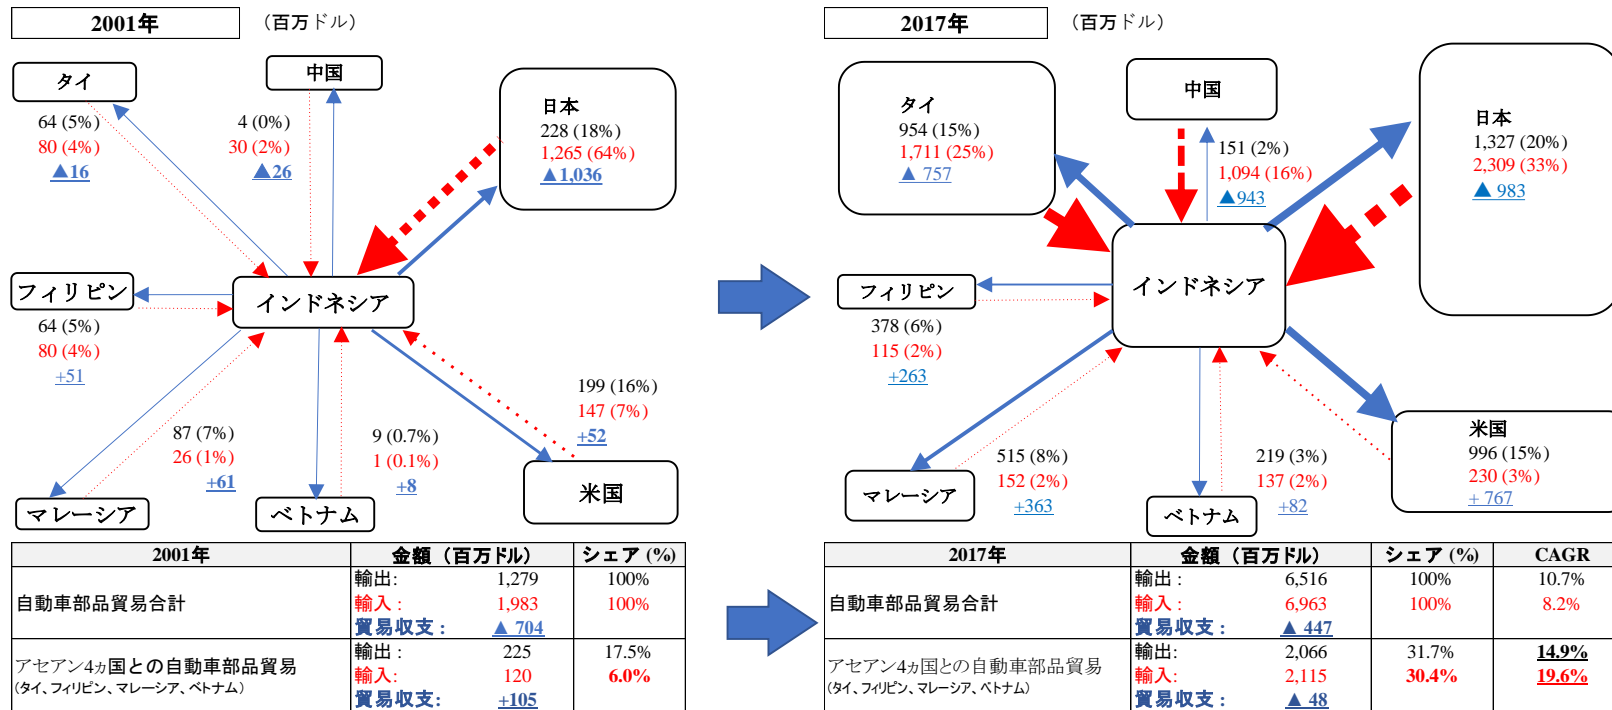 2001年
（百万ドル）
タイ
64 (5%)
80 (4%)
▲16
中国
4 (0%)
30 (2%)
▲26
日本
228 (18%)
1,265 (64%)
▲1,036
フィリピン
64 (5%)
80 (4%)
+51
インドネシア
87 (7%)
26 (1%)
+61
マレーシア
9 (0.7%)
1 (0.1%)
+8
ベトナム
199 (16%)
147 (7%)
+52
米国
2017年
（百万ドル）
タイ
954 (15%)
1,711 (25%)
▲ 757
中国
151 (2%)
1,094 (16%)
▲943
日本
1,327 (20%)
2,309 (33%)
▲ 983
フィリピン
378 (6%)
115 (2%)
+263
インドネシア
515 (8%)
152 (2%)
+363
マレーシア
219 (3%)
137 (2%)
+82
ベトナム
米国
996 (15%)
230 (3%)
+ 767
2001年 金額（百万ドル） シェア (%)
自動車部品貿易合計
輸出: 1,279 100%
輸入： 1,983 100%
貿易収支： ▲ 704
アセアン4ヵ国との自動車部品貿易
(タイ、フィリピン、マレーシア、ベトナム)
輸出： 225 17.5%
輸入: 120 6.0%
貿易収支: +105
2017年 金額（百万ドル） シェア (%) CAGR
自動車部品貿易合計
輸出： 6,516 100% 10.7%
輸入： 6,963 100% 8.2%
貿易収支： ▲ 447
アセアン4ヵ国との自動車部品貿易
(タイ、フィリピン、マレーシア、ベトナム)
輸出: 2,066 31.7% 14.9%
輸入: 2,115 30.4% 19.6%
貿易収支： ▲ 48